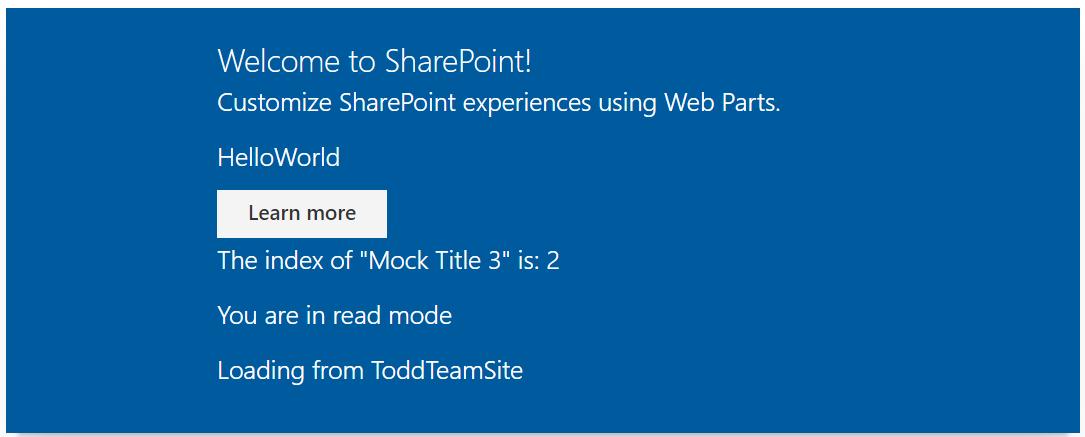 Welcome to SharePoint!
Customize SharePoint experiences using Web Parts.
HelloWorld
Learn more
The index of "Mock Title 3" is: 2
You are in read mode
Loading from ToddTeamSite